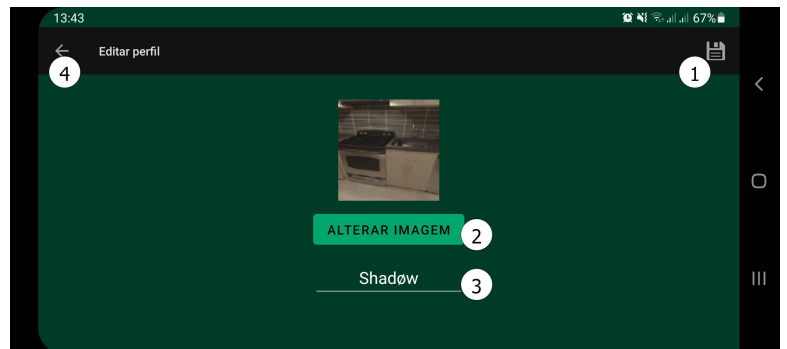 13:43 67%
Editar perfil
4
1
ALTERAR IMAGEM
2
Shadøw
3